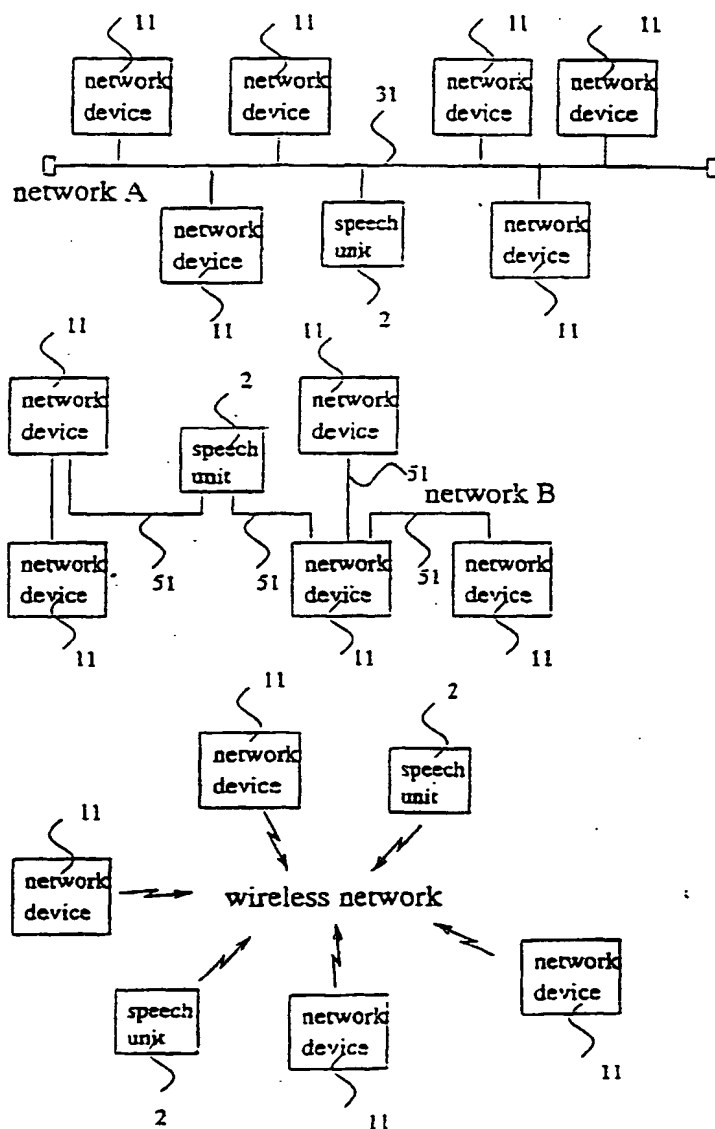 11 11 11 11
network network network network
device device device device
31
network A
network speech network
device unit device
11 2 11
11 2 11
network network
device device
speech
unit
51
network B
51 51 51
network network network
device device device
11 11 11
11 2
network speech
device unit
11
network
device
wireless network
network
device
speech network
unit device
11
2 11